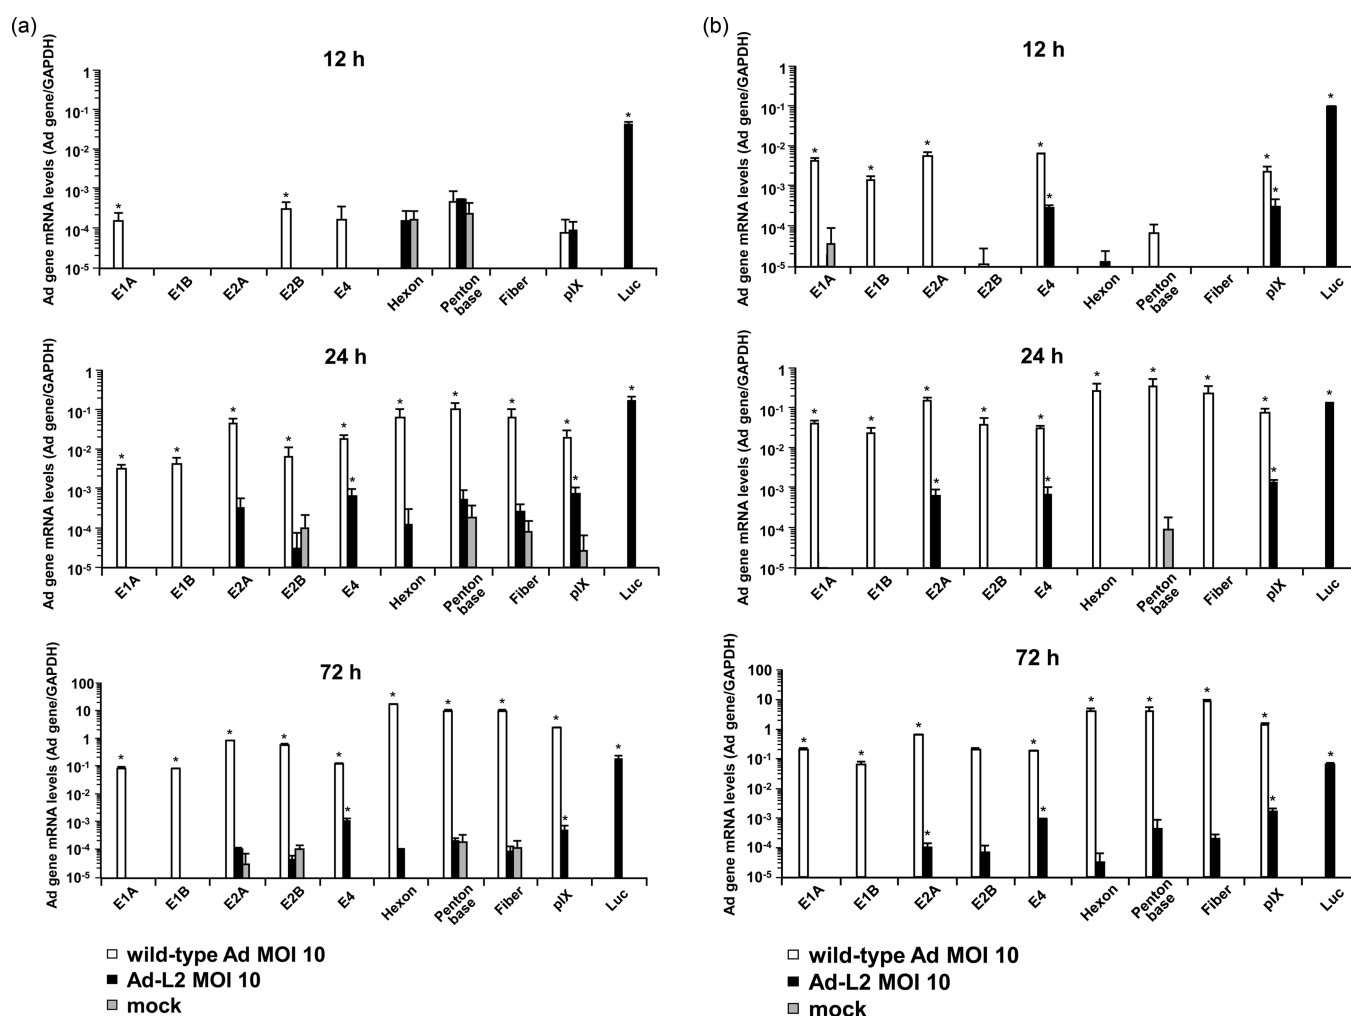 (a)
12 h
Ad gene mRNA levels (Ad gene/GAPDH)
1
10-1
10-2
10-3
10-4
10-5
* * *
E1A E1B E2A E2B E4 Hexon Penton base Fiber pIX Luc
24 h
Ad gene mRNA levels (Ad gene/GAPDH)
1
10-1
10-2
10-3
10-4
10-5
* * * * * * * * * * * *
E1A E1B E2A E2B E4 Hexon Penton base Fiber pIX Luc
72 h
Ad gene mRNA levels (Ad gene/GAPDH)
100
10
1
10-1
10-2
10-3
10-4
10-5
* * * * * * * * * * * *
E1A E1B E2A E2B E4 Hexon Penton base Fiber pIX Luc
wild-type Ad MOI 10
Ad-L2 MOI 10
mock
(b)
12 h
Ad gene mRNA levels (Ad gene/GAPDH)
1
10-1
10-2
10-3
10-4
10-5
* * * * * * * *
E1A E1B E2A E2B E4 Hexon Penton base Fiber pIX Luc
24 h
Ad gene mRNA levels (Ad gene/GAPDH)
1
10-1
10-2
10-3
10-4
10-5
* * * * * * * * * * * * *
E1A E1B E2A E2B E4 Hexon Penton base Fiber pIX Luc
72 h
Ad gene mRNA levels (Ad gene/GAPDH)
100
10
1
10-1
10-2
10-3
10-4
10-5
* * * * * * * * * * * *
E1A E1B E2A E2B E4 Hexon Penton base Fiber pIX Luc
wild-type Ad MOI 10
Ad-L2 MOI 10
mock